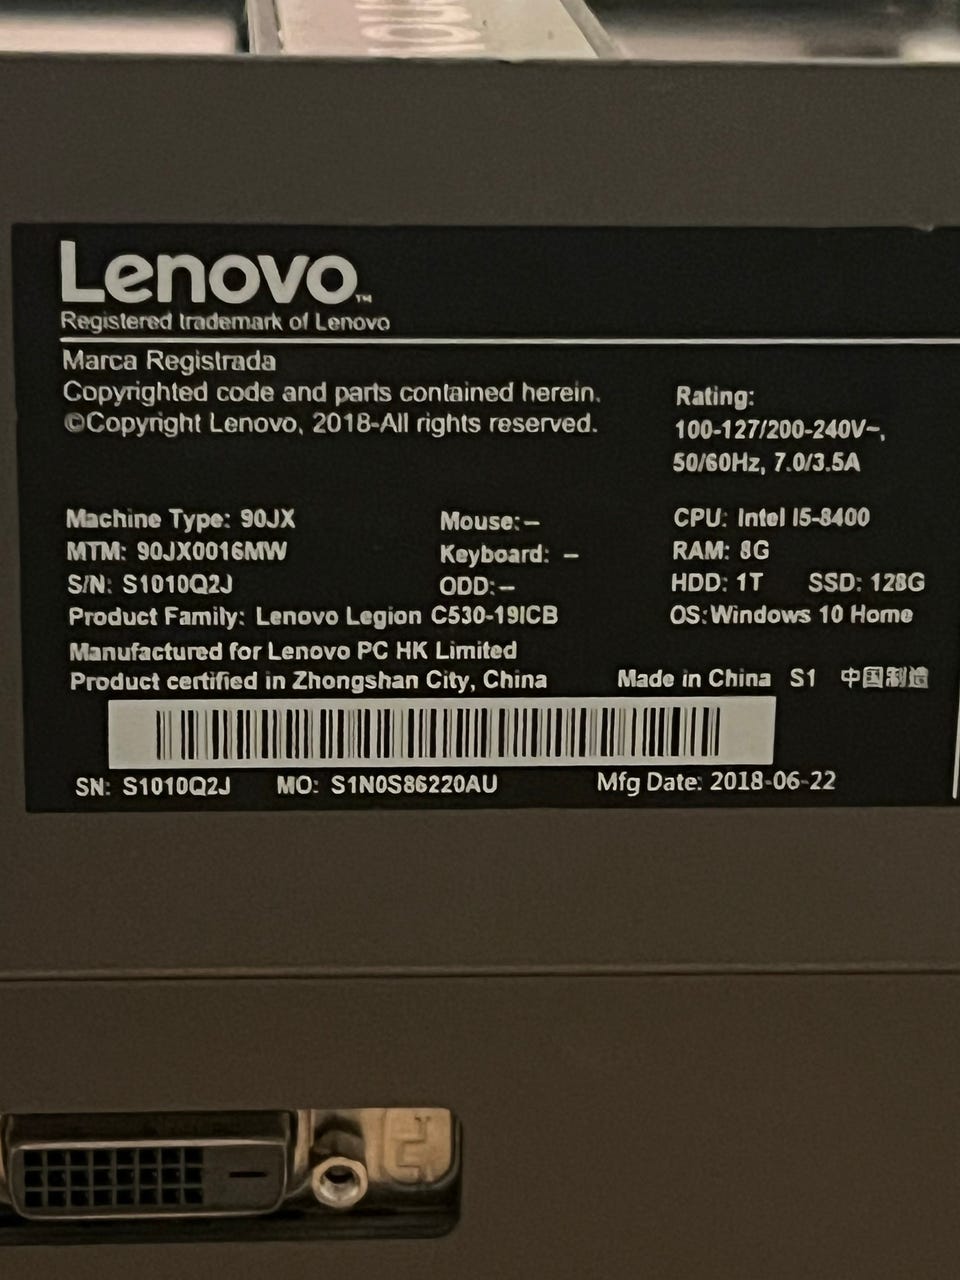 Lenovo™
Registered trademark of Lenovo
Marca Registrada
Copyrighted code and parts contained herein.
©Copyright Lenovo, 2018-All rights reserved.
Rating:
100-127/200-240V~,
50/60Hz, 7.0/3.5A
Machine Type: 90JX
MTM: 90JX0016MW
S/N: S1010Q2J
Mouse:–
Keyboard: –
ODD:–
CPU: Intel I5-8400
RAM: 8G
HDD: 1T SSD: 128G
OS:Windows 10 Home
Product Family: Lenovo Legion C530-19ICB
Manufactured for Lenovo PC HK Limited
Product certified in Zhongshan City, China
Made in China S1 中国制造
SN: S1010Q2J MO: S1N0S86220AU Mfg Date: 2018-06-22